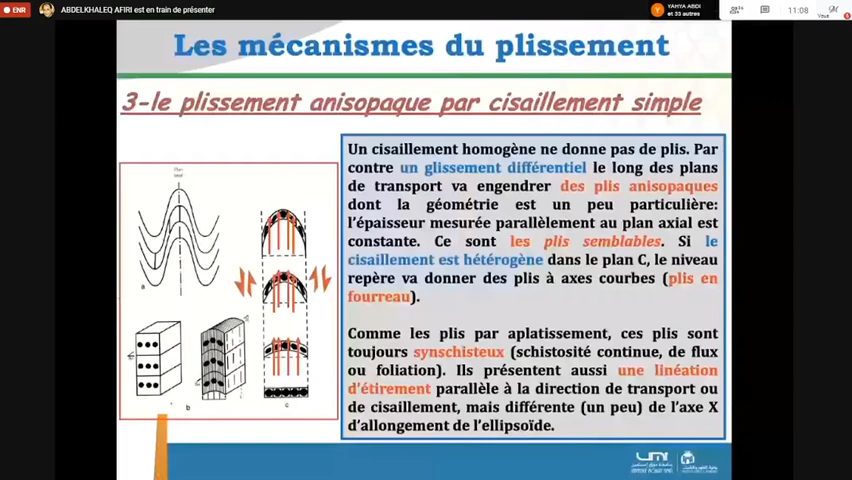 ENR
ABDELKHALEQ AFIRI est en train de présenter
YAHYA ABIDI
et 33 autres
11:08
Vous
Les mécanismes du plissement
3-le plissement anisopaque par cisaillement simple
Un cisaillement homogène ne donne pas de plis. Par
contre un glissement différentiel le long des plans
de transport va engendrer des plis anisopaques
dont la géométrie est un peu particulière:
l'épaisseur mesurée parallèlement au plan axial est
constante. Ce sont les plis semblables. Si le
cisaillement est hétérogène dans le plan C, le niveau
repère va donner des plis à axes courbes (plis en
fourreau).
Comme les plis par aplatissement, ces plis sont
toujours synschisteux (schistosité continue, de flux
ou foliation). Ils présentent aussi une linéation
d'étirement parallèle à la direction de transport ou
de cisaillement, mais différente (un peu) de l'axe X
d'allongement de l'ellipsoïde.
Plan
axial
a
b
c